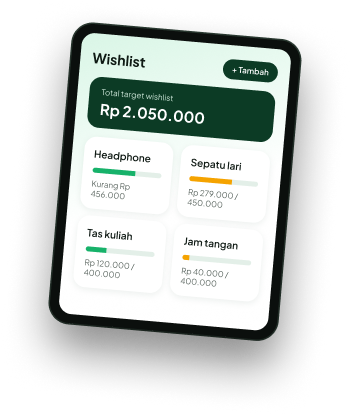 Wishlist
+ Tambah
Total target wishlist
Rp 2.050.000
Headphone
Kurang Rp
456.000
Sepatu lari
Rp 279.000 /
450.000
Tas kuliah
Rp 120.000 /
400.000
Jam tangan
Rp 40.000 /
400.000